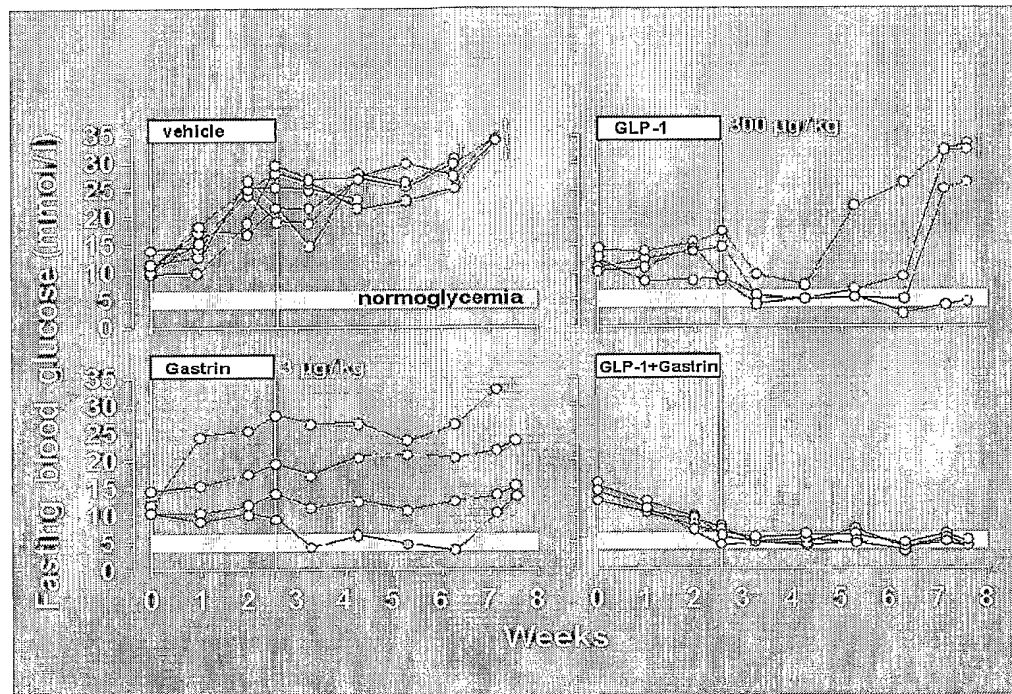 Fasting blood glucose (mmol/l)
vehicle
35
30
25
20
15
10
5
0
normoglycemia
GLP-1 300 µg/kg
Gastrin 3 µg/kg
35
30
25
20
15
10
5
0
GLP-1+Gastrin
0 1 2 3 4 5 6 7 8
0 1 2 3 4 5 6 7 8
Weeks